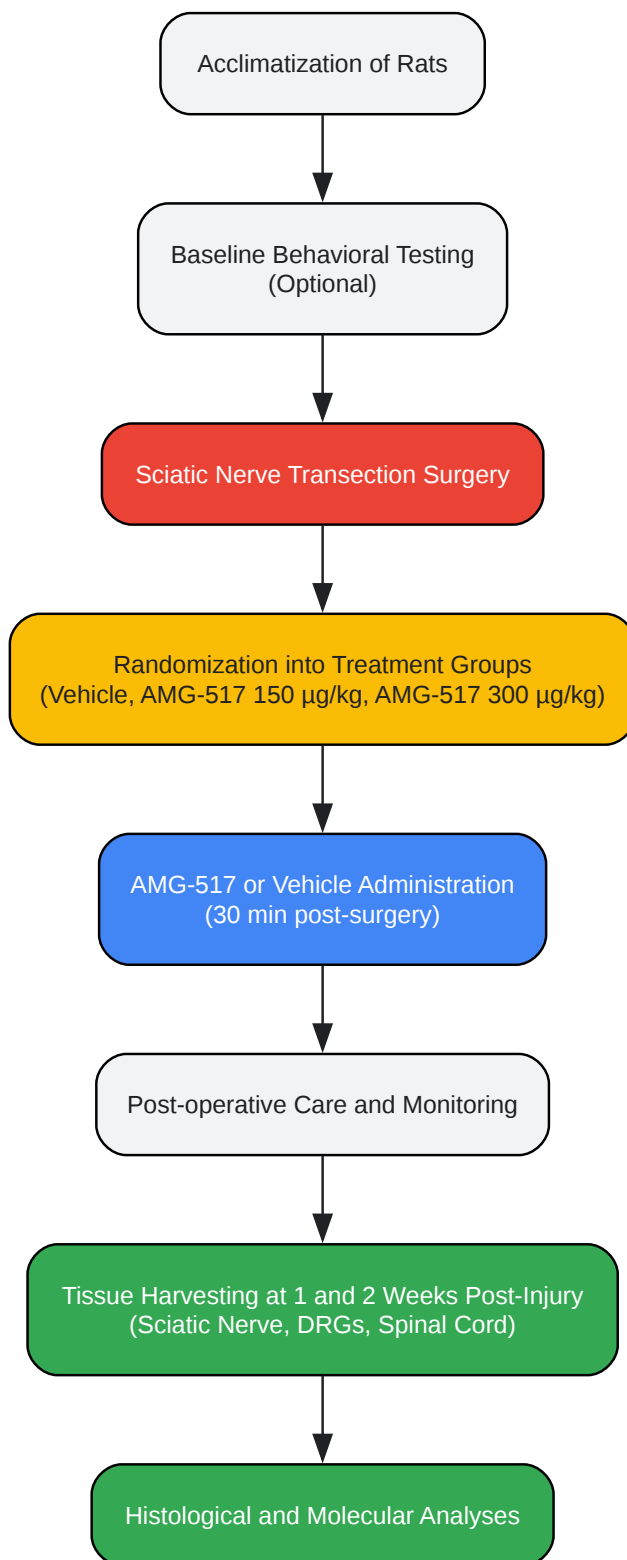 Acclimatization of Rats
Baseline Behavioral Testing
(Optional)
Sciatic Nerve Transection Surgery
Randomization into Treatment Groups
(Vehicle, AMG-517 150 µg/kg, AMG-517 300 µg/kg)
AMG-517 or Vehicle Administration
(30 min post-surgery)
Post-operative Care and Monitoring
Tissue Harvesting at 1 and 2 Weeks Post-Injury
(Sciatic Nerve, DRGs, Spinal Cord)
Histological and Molecular Analyses